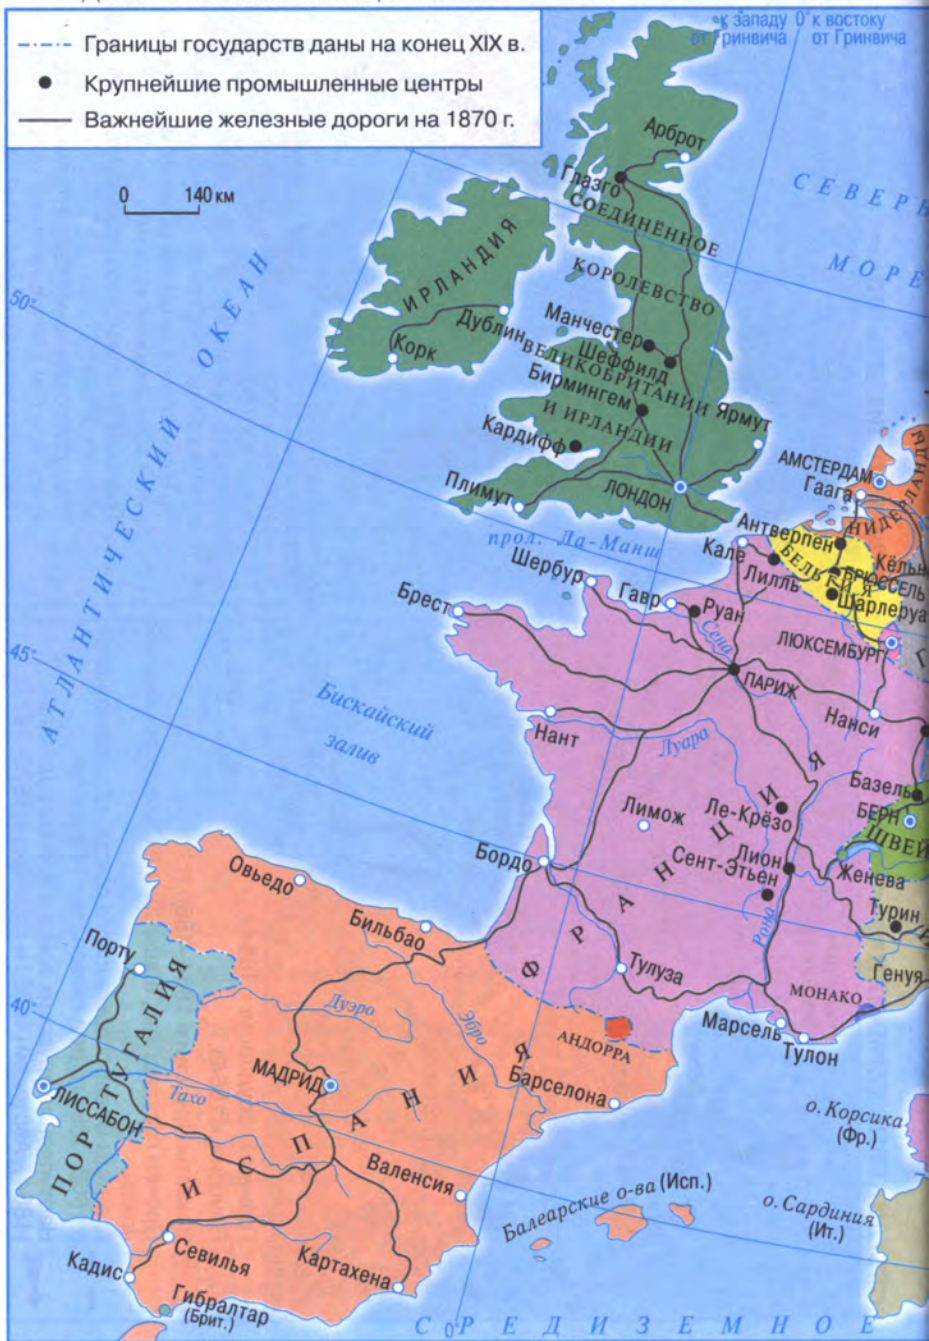 Границы государств даны на конец XIX в.
Крупнейшие промышленные центры
Важнейшие железные дороги на 1870 г.
0 140 км
к западу 0° к востоку
от Гринвича от Гринвича
АТЛАНТИЧЕСКИЙ ОКЕАН
50°
45°
40°
0°
Арброт
Глазго
СОЕДИНЁННОЕ
КОРОЛЕВСТВО
ВЕЛИКОБРИТАНИИ
И ИРЛАНДИИ
ИРЛАНДИЯ
Дублин
Корк
Манчестер
Шеффилд
Бирмингем
Ярмут
Кардифф
Плимут
ЛОНДОН
СЕВЕРН
МОРЕ
прол. Ла-Манш
АМСТЕРДАМ
Гаага
НИДЕРЛАНДЫ
Антверпен
БЕЛЬГИЯ
БРЮССЕЛЬ
Кёльн
Шарлеруа
ЛЮКСЕМБУРГ
Г
Кале
Лилль
Шербур
Гавр
Руан
Сена
Брест
ПАРИЖ
Нанси
Нант
Луара
Бискайский
залив
ФРАНЦИЯ
Базель
БЕРН
ШВЕЙ
Женева
Ле-Крёзо
Лимож
Лион
Сент-Этьен
Бордо
Рона
Турин
И
Генуя
МОНАКО
Тулуза
Марсель
Тулон
АНДОРРА
Овьедо
Бильбао
Порту
Дуэро
Эбро
ПОРТУГАЛИЯ
МАДРИД
Барселона
ЛИССАБОН
Тахо
ИСПАНИЯ
Валенсия
о. Корсика
(Фр.)
Балеарские о-ва (Исп.)
о. Сардиния
(Ит.)
Севилья
Кадис
Картахена
Гибралтар
(Брит.)
СРЕДИЗЕМНОЕ